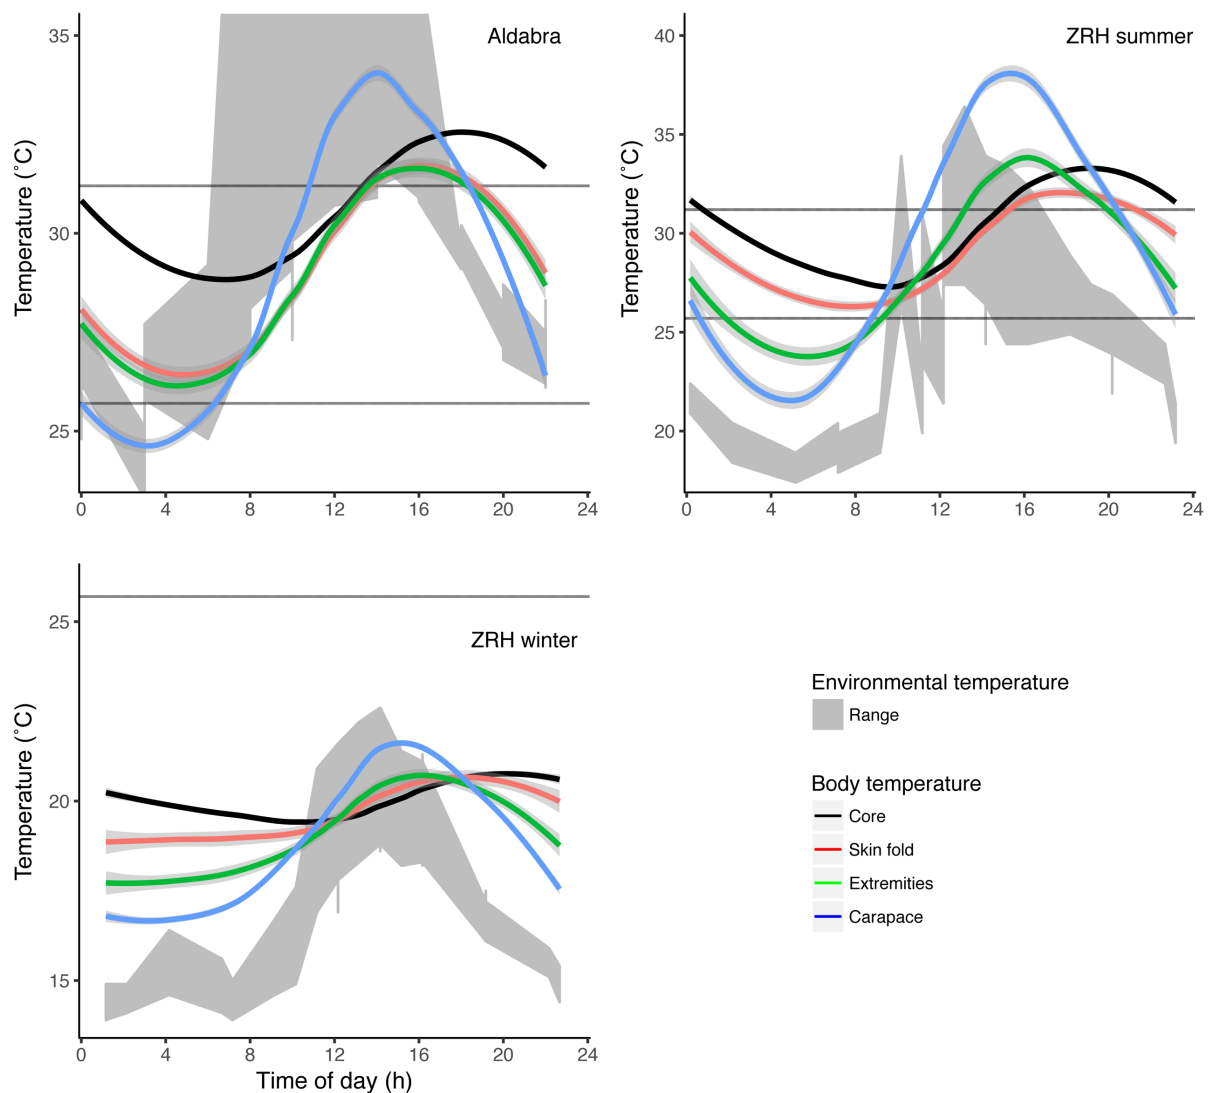 Aldabra
35
30
25
Temperature (˚C)
0 4 8 12 16 20 24
ZRH summer
40
35
30
25
20
Temperature (˚C)
0 4 8 12 16 20 24
ZRH winter
25
20
15
Temperature (˚C)
0 4 8 12 16 20 24
Time of day (h)
Environmental temperature
Range
Body temperature
Core
Skin fold
Extremities
Carapace